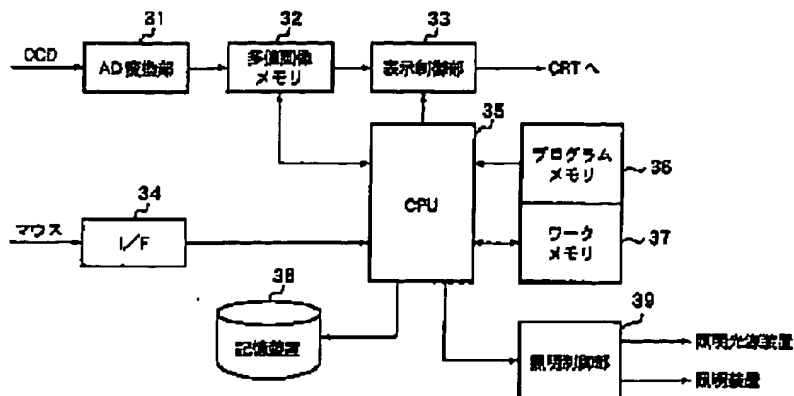 31
32
33
CCD
AD変換部
多値画像
メモリ
表示制御部
CRTへ
35
プログラム
メモリ
36
34
CPU
マウス
I/F
ワーク
メモリ
37
38
記憶装置
39
照明制御部
照明光源装置
照明装置